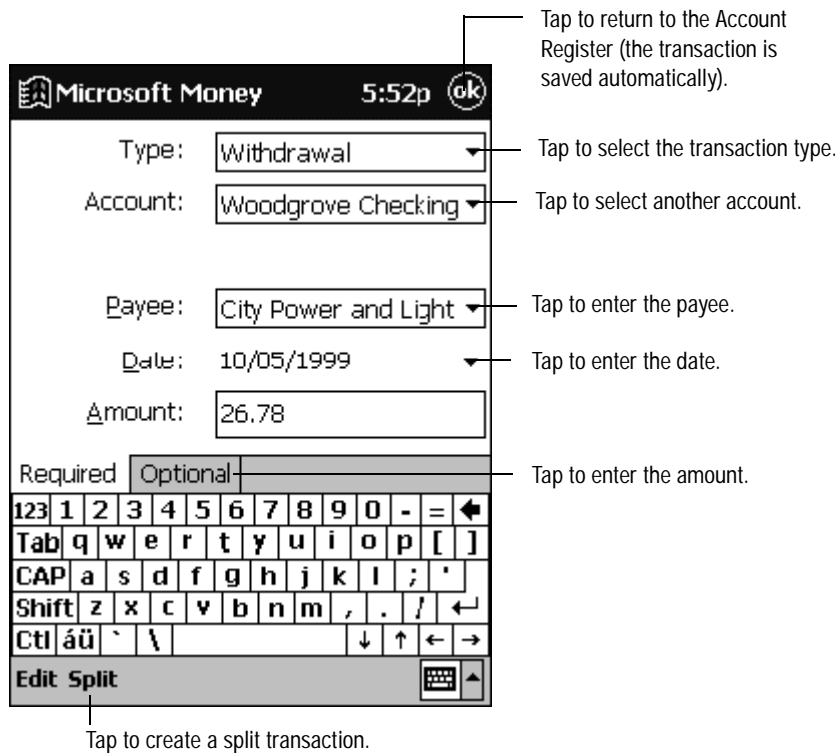 Tap to return to the Account
Register (the transaction is
saved automatically).
Microsoft Money 5:52p ok
Type: Withdrawal
Tap to select the transaction type.
Account: Woodgrove Checking
Tap to select another account.
Payee: City Power and Light
Tap to enter the payee.
Date: 10/05/1999
Tap to enter the date.
Amount: 26.78
Required Optional
Tap to enter the amount.
123 1 2 3 4 5 6 7 8 9 0 - = 🡄
Tab q w e r t y u i o p [ ]
CAP a s d f g h j k l ; '
Shift z x c v b n m , . / ↵
Ctl áü ` \ ↓ ↑ ← →
Edit Split
Tap to create a split transaction.